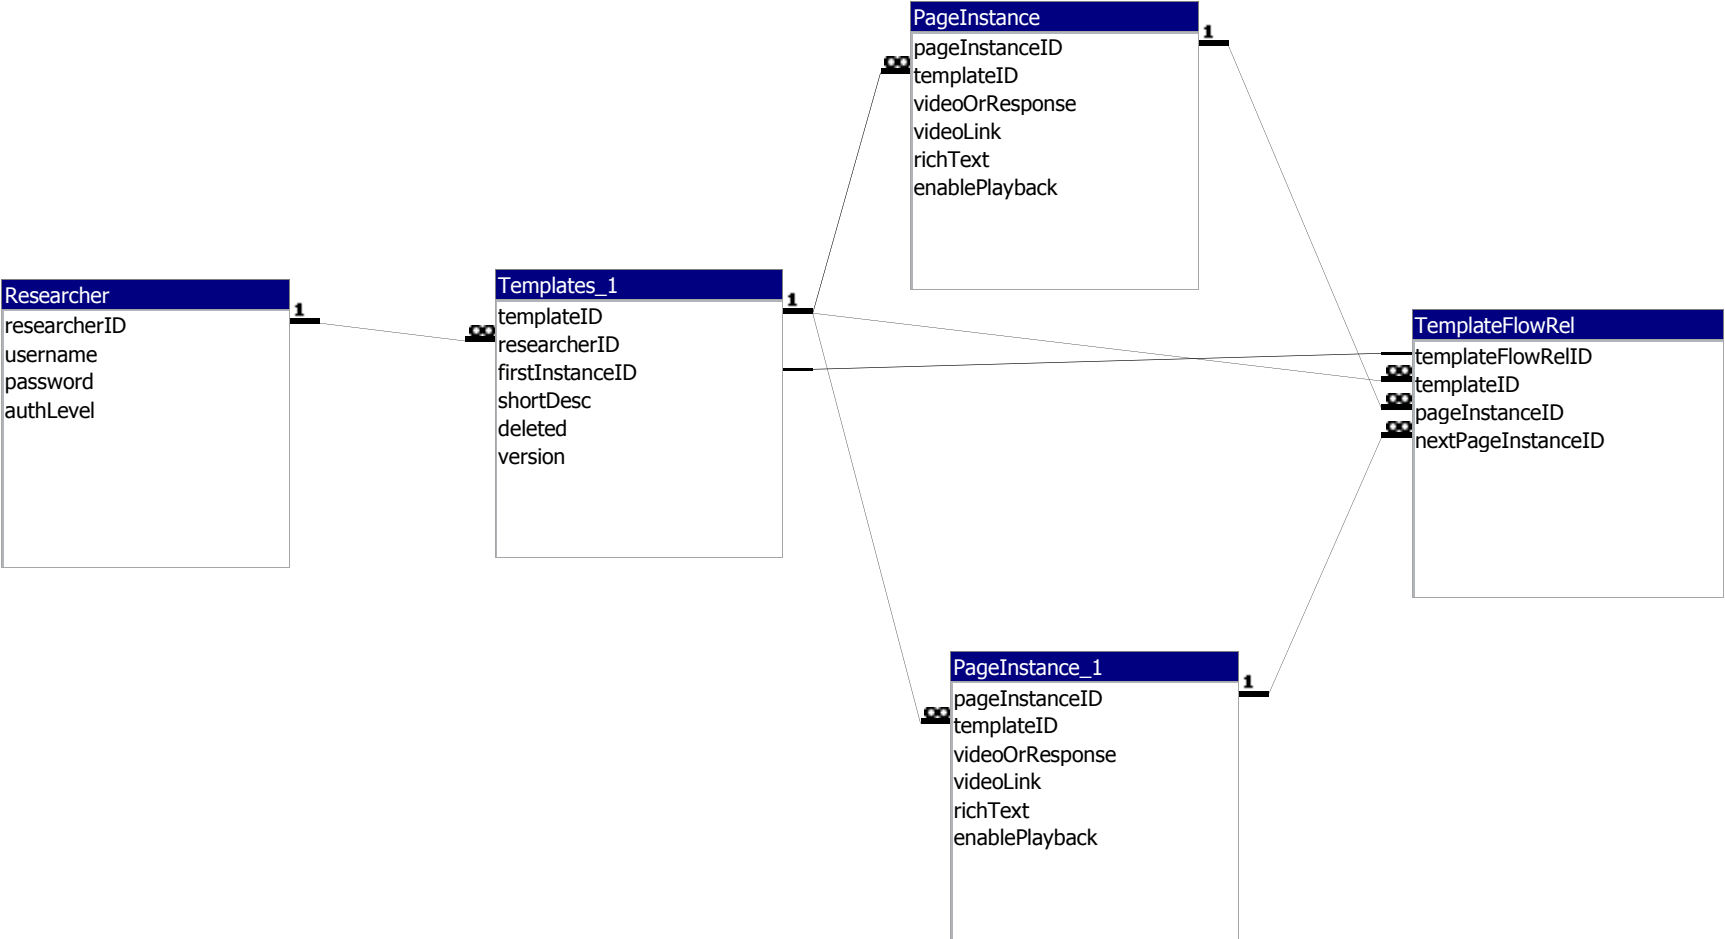 PageInstance
pageInstanceID
templateID
videoOrResponse
videoLink
richText
enablePlayback
1
∞
Researcher
researcherID
username
password
authLevel
1
∞
Templates_1
templateID
researcherID
firstInstanceID
shortDesc
deleted
version
1
TemplateFlowRel
templateFlowRelID
templateID
pageInstanceID
nextPageInstanceID
∞
∞
∞
PageInstance_1
pageInstanceID
templateID
videoOrResponse
videoLink
richText
enablePlayback
1
∞